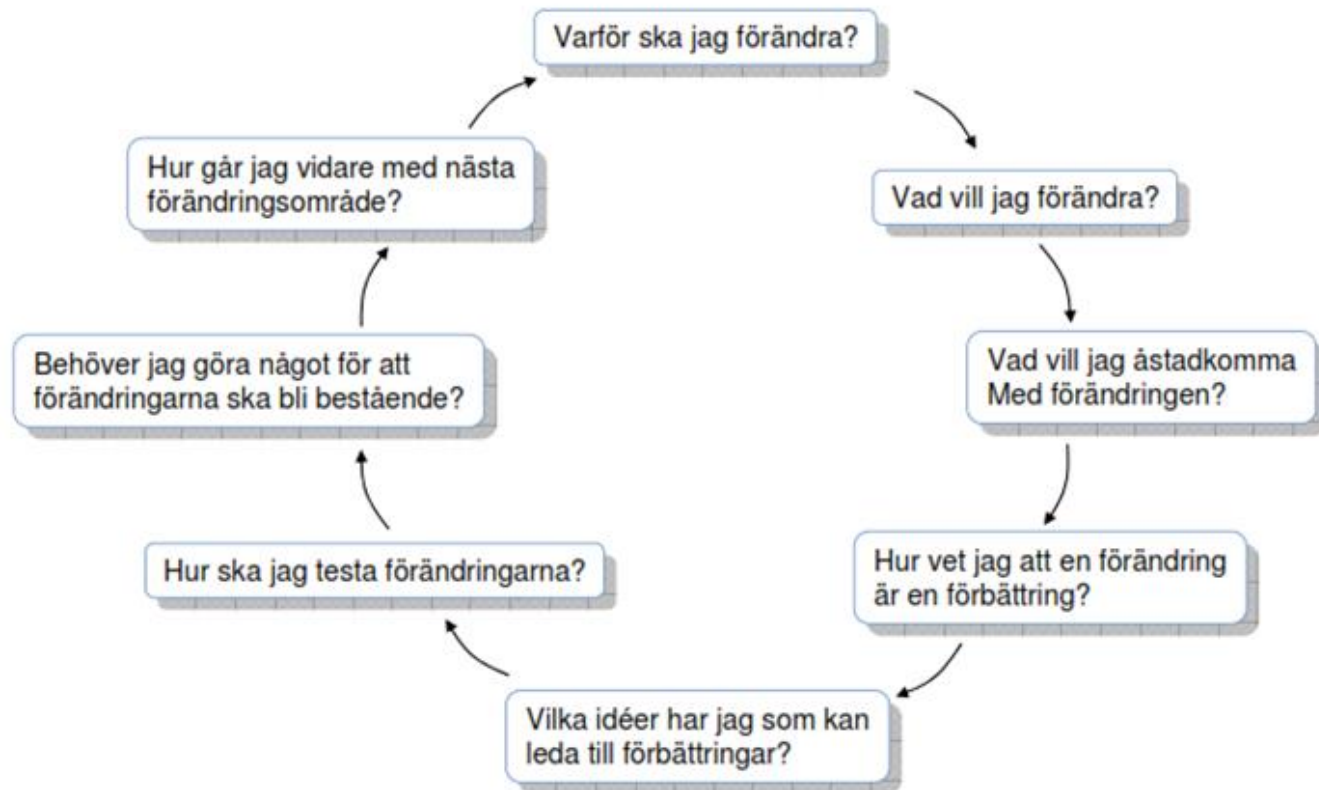 Varför ska jag förändra?
Vad vill jag förändra?
Vad vill jag åstadkomma
Med förändringen?
Hur vet jag att en förändring
är en förbättring?
Vilka idéer har jag som kan
leda till förbättringar?
Hur ska jag testa förändringarna?
Behöver jag göra något för att
förändringarna ska bli bestående?
Hur går jag vidare med nästa
förändringsområde?